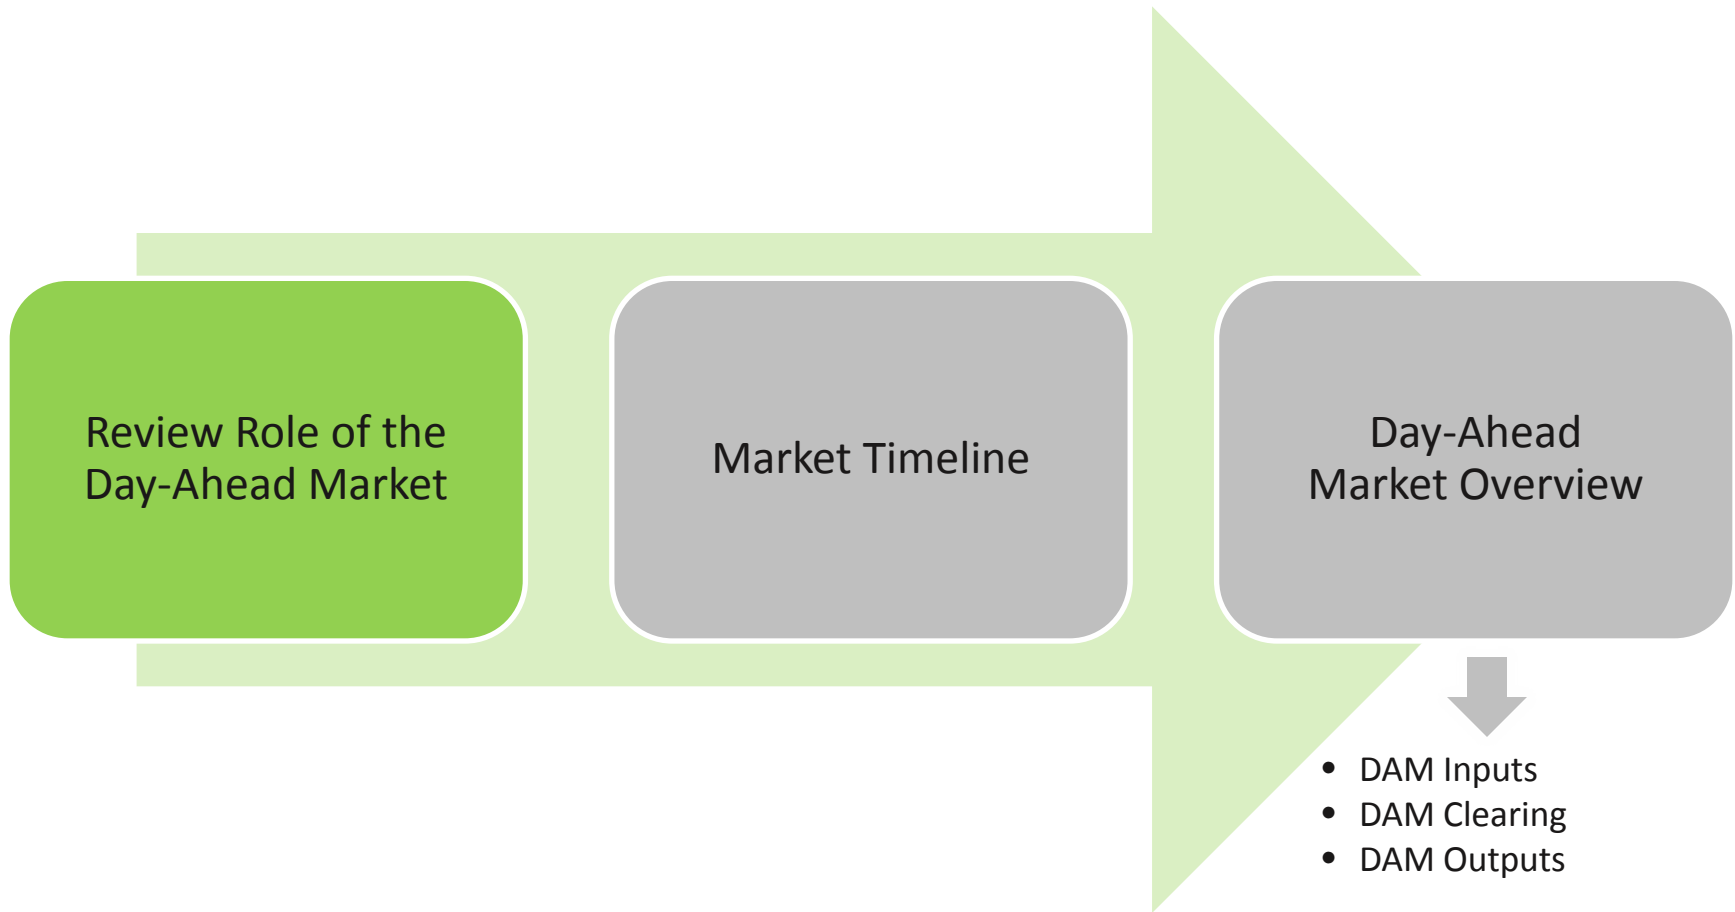 Review Role of the
Day-Ahead Market
Market Timeline
Day-Ahead
Market Overview
• DAM Inputs
• DAM Clearing
• DAM Outputs